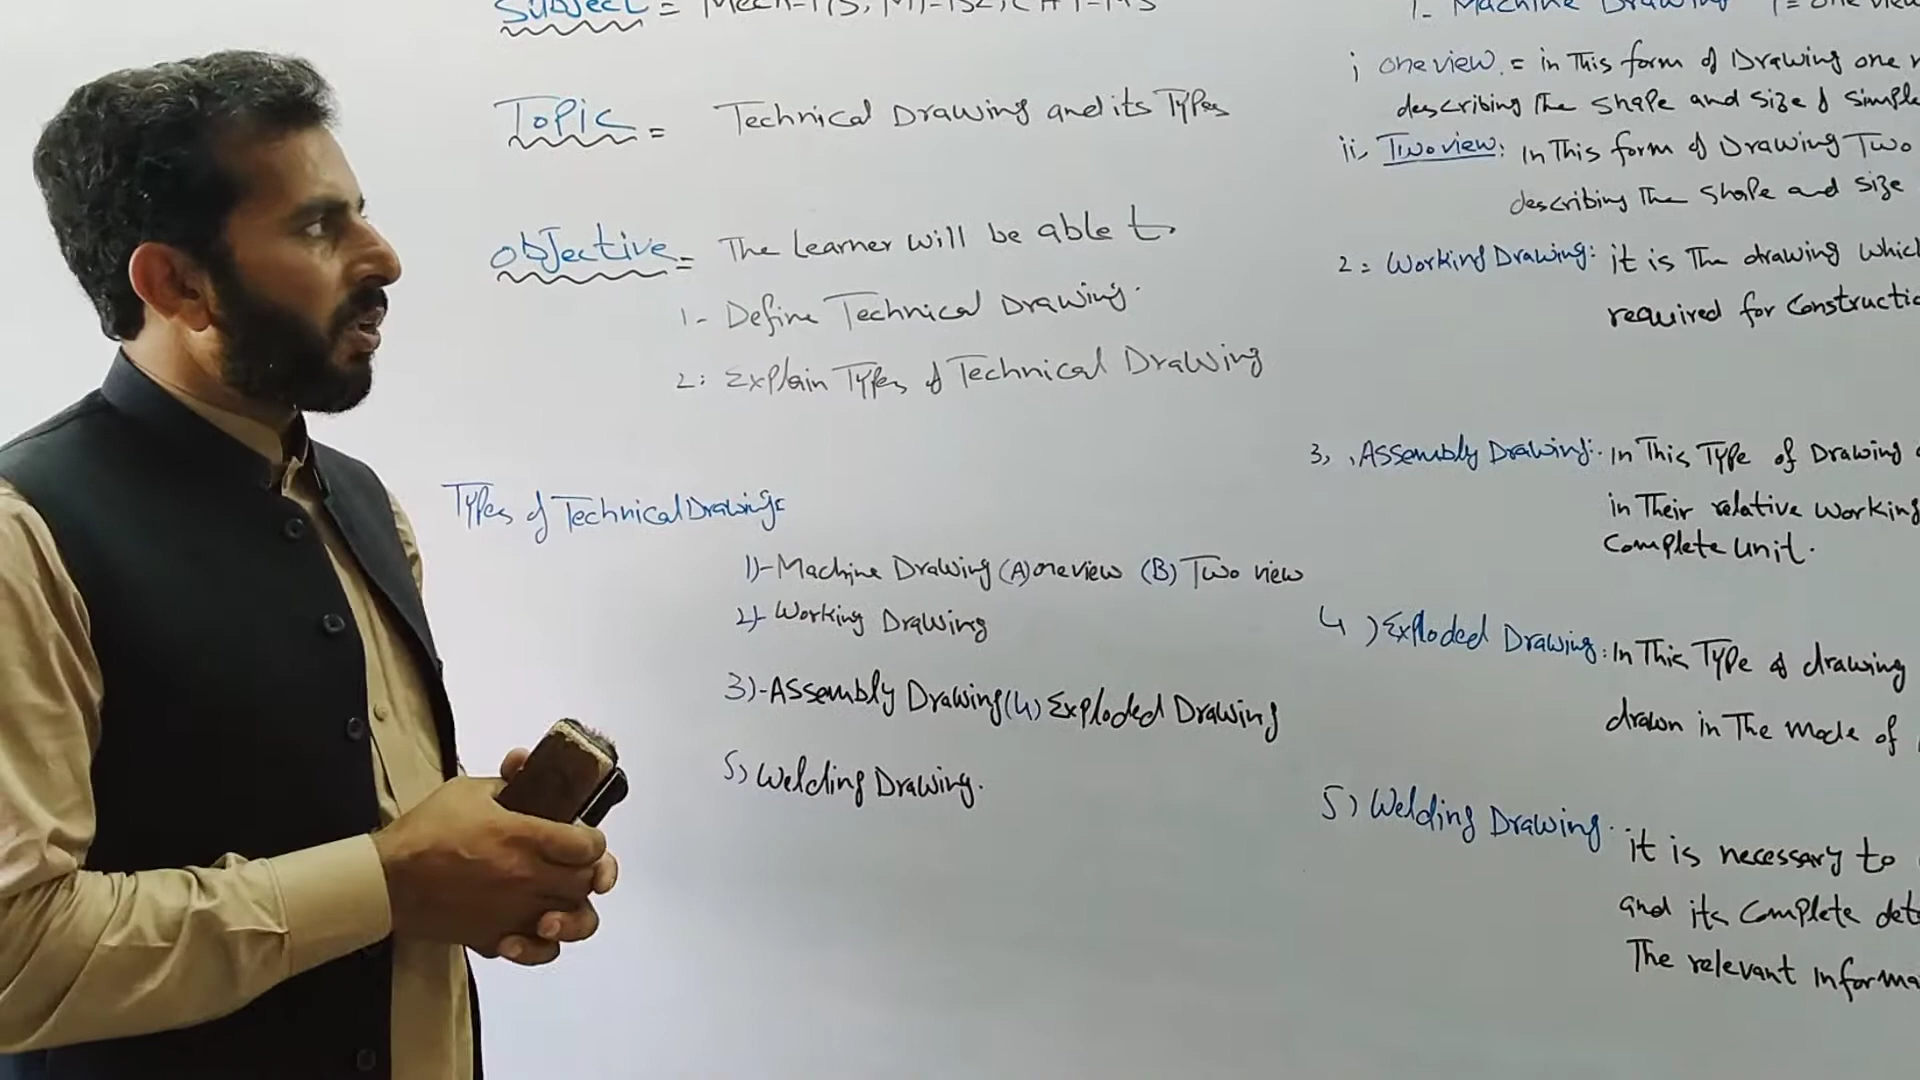 Subject =
Topic = Technical Drawing and its Types
Objective = The Learner will be able to
1- Define Technical Drawing.
2: Explain Types of Technical Drawing
Types of Technical Drawings
1)- Machine Drawing (A) one view (B) Two view
2)- Working Drawing
3)- Assembly Drawing (4) Exploded Drawing
5) Welding Drawing.
1- Machine Drawing 1= one view
i one view = in This form of Drawing one
describing The shape and size of simple
ii, Two view: in This form of Drawing Two
describing The shape and size
2: Working Drawing: it is The drawing which
required for
3, Assembly Drawing:- in This Type of Drawing
in Their relative working
complete unit.
4) Exploded Drawing: in This Type of drawing
drawn in The mode of
5) Welding Drawing. it is necessary to
and its complete
The relevant